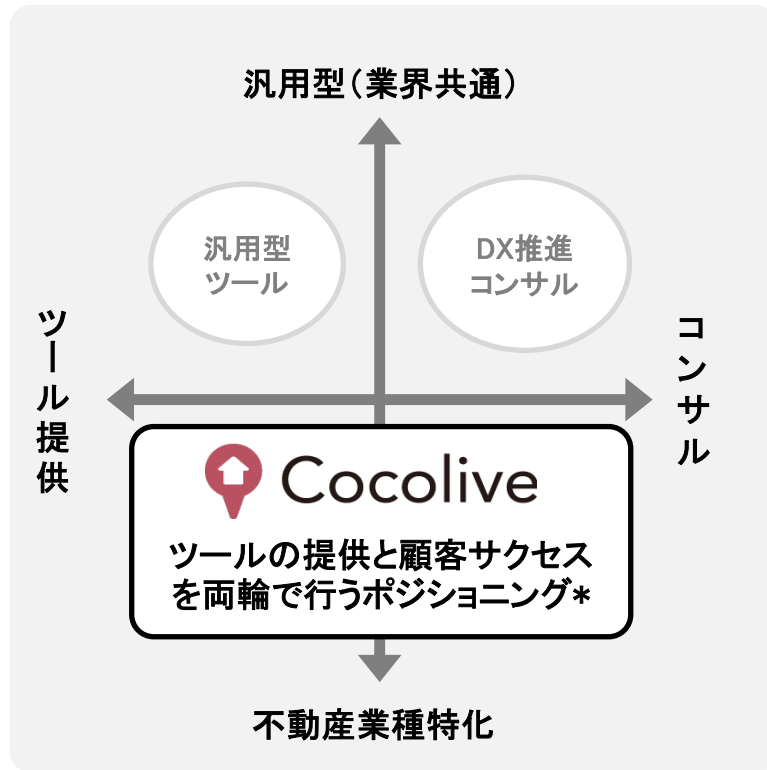 汎用型（業界共通）
汎用型
ツール
DX推進
コンサル
ツール提供
コンサル
Cocolive
ツールの提供と顧客サクセス
を両輪で行うポジショニング*
不動産業種特化